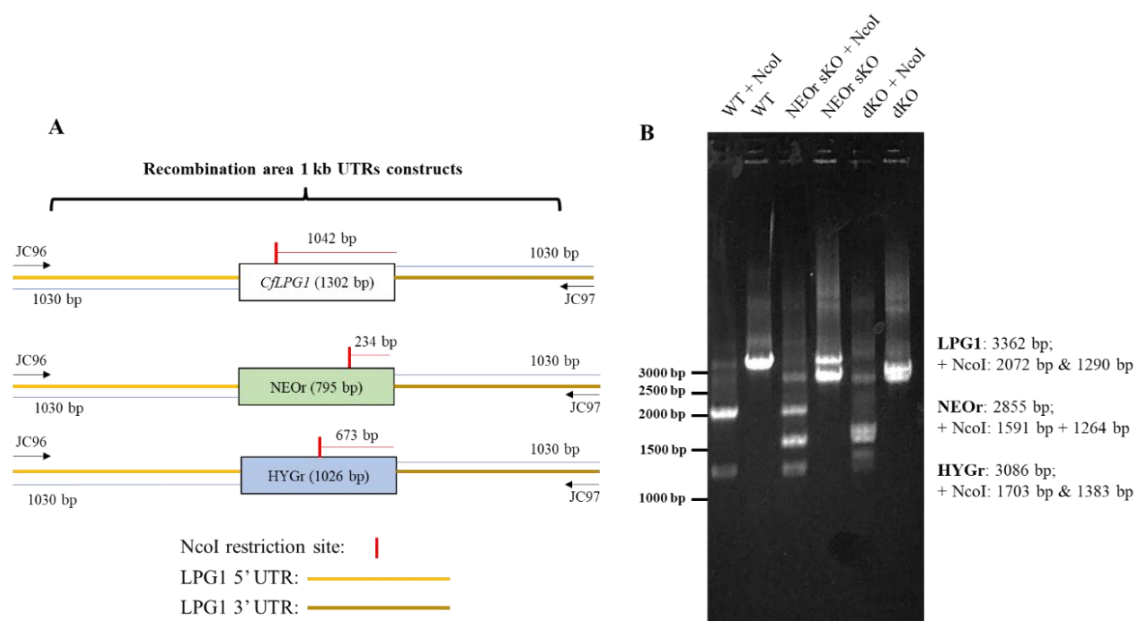 A
Recombination area 1 kb UTRs constructs
JC96
1042 bp
1030 bp
CfLPG1 (1302 bp)
1030 bp
JC97
JC96
234 bp
1030 bp
NEOr (795 bp)
1030 bp
JC97
JC96
673 bp
1030 bp
HYGr (1026 bp)
1030 bp
JC97
NcoI restriction site:
LPG1 5’ UTR:
LPG1 3’ UTR:
B
WT + NcoI
WT
NEOr sKO + NcoI
NEOr sKO
dKO + NcoI
dKO
3000 bp
2500 bp
2000 bp
1500 bp
1000 bp
LPG1: 3362 bp;
+ NcoI: 2072 bp & 1290 bp
NEOr: 2855 bp;
+ NcoI: 1591 bp + 1264 bp
HYGr: 3086 bp;
+ NcoI: 1703 bp & 1383 bp